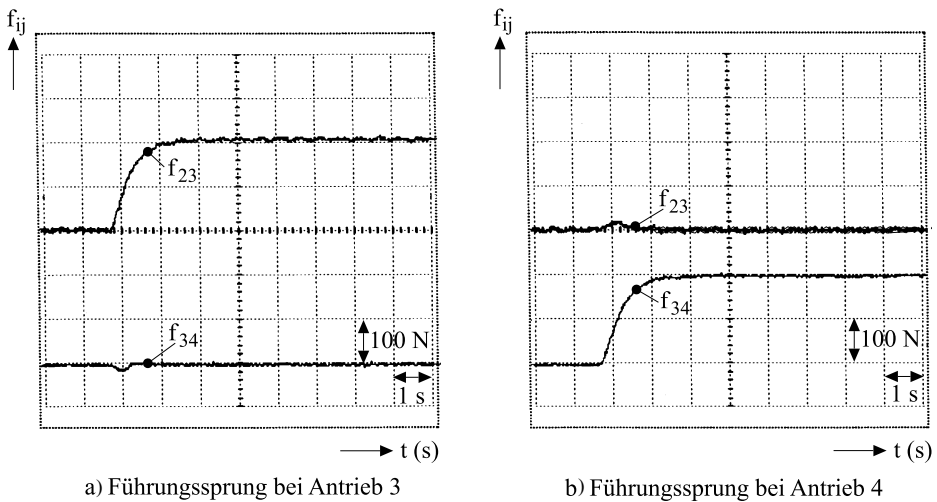 f_ij
f_23
f_34
100 N
1 s
t (s)
a) Führungssprung bei Antrieb 3
f_ij
f_23
f_34
100 N
1 s
t (s)
b) Führungssprung bei Antrieb 4